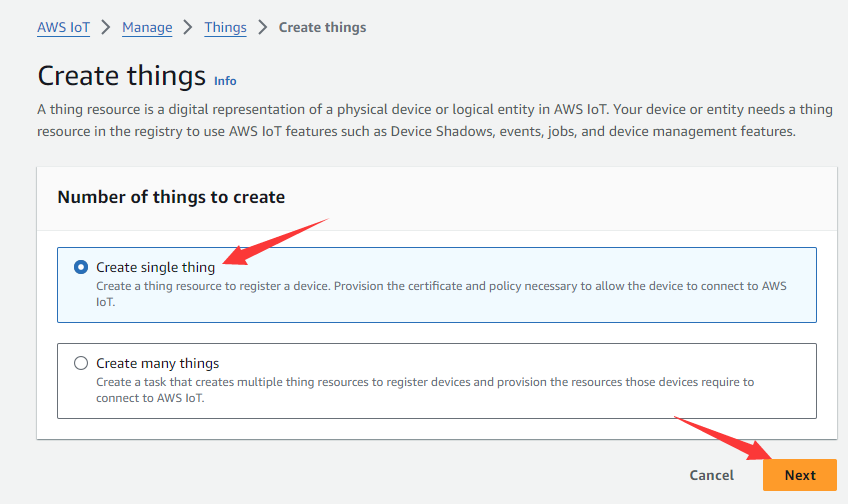 AWS IoT > Manage > Things > Create things
Create things Info
A thing resource is a digital representation of a physical device or logical entity in AWS IoT. Your device or entity needs a thing
resource in the registry to use AWS IoT features such as Device Shadows, events, jobs, and device management features.
Number of things to create
Create single thing
Create a thing resource to register a device. Provision the certificate and policy necessary to allow the device to connect to AWS
IoT.
Create many things
Create a task that creates multiple thing resources to register devices and provision the resources those devices require to
connect to AWS IoT.
Cancel Next